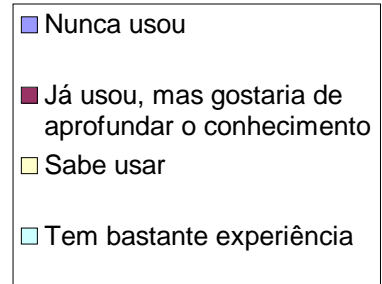 Nunca usou
Já usou, mas gostaria de
aprofundar o conhecimento
Sabe usar
Tem bastante experiência